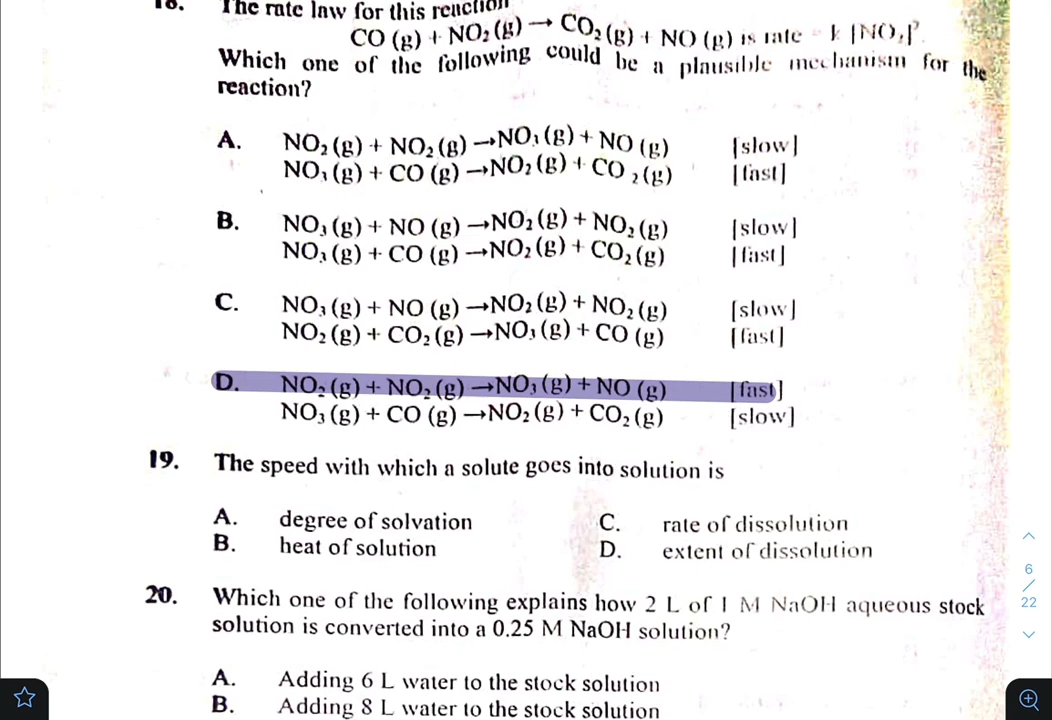 18. The rate law for this reaction
CO (g) + NO₂ (g) → CO₂ (g) + NO (g) is rate = k [NO₂]².
Which one of the following could be a plausible mechanism for the
reaction?
A. NO₂ (g) + NO₂ (g) → NO₃ (g) + NO (g) [slow]
NO₃ (g) + CO (g) → NO₂ (g) + CO₂ (g) [fast]
B. NO₃ (g) + NO (g) → NO₂ (g) + NO₂ (g) [slow]
NO₃ (g) + CO (g) → NO₂ (g) + CO₂ (g) [fast]
C. NO₃ (g) + NO (g) → NO₂ (g) + NO₂ (g) [slow]
NO₂ (g) + CO₂ (g) → NO₃ (g) + CO (g) [fast]
D. NO₂ (g) + NO₂ (g) → NO₃ (g) + NO (g) [fast]
NO₃ (g) + CO (g) → NO₂ (g) + CO₂ (g) [slow]
19. The speed with which a solute goes into solution is
A. degree of solvation C. rate of dissolution
B. heat of solution D. extent of dissolution
20. Which one of the following explains how 2 L of 1 M NaOH aqueous stock
solution is converted into a 0.25 M NaOH solution?
A. Adding 6 L water to the stock solution
B. Adding 8 L water to the stock solution
6
/
22